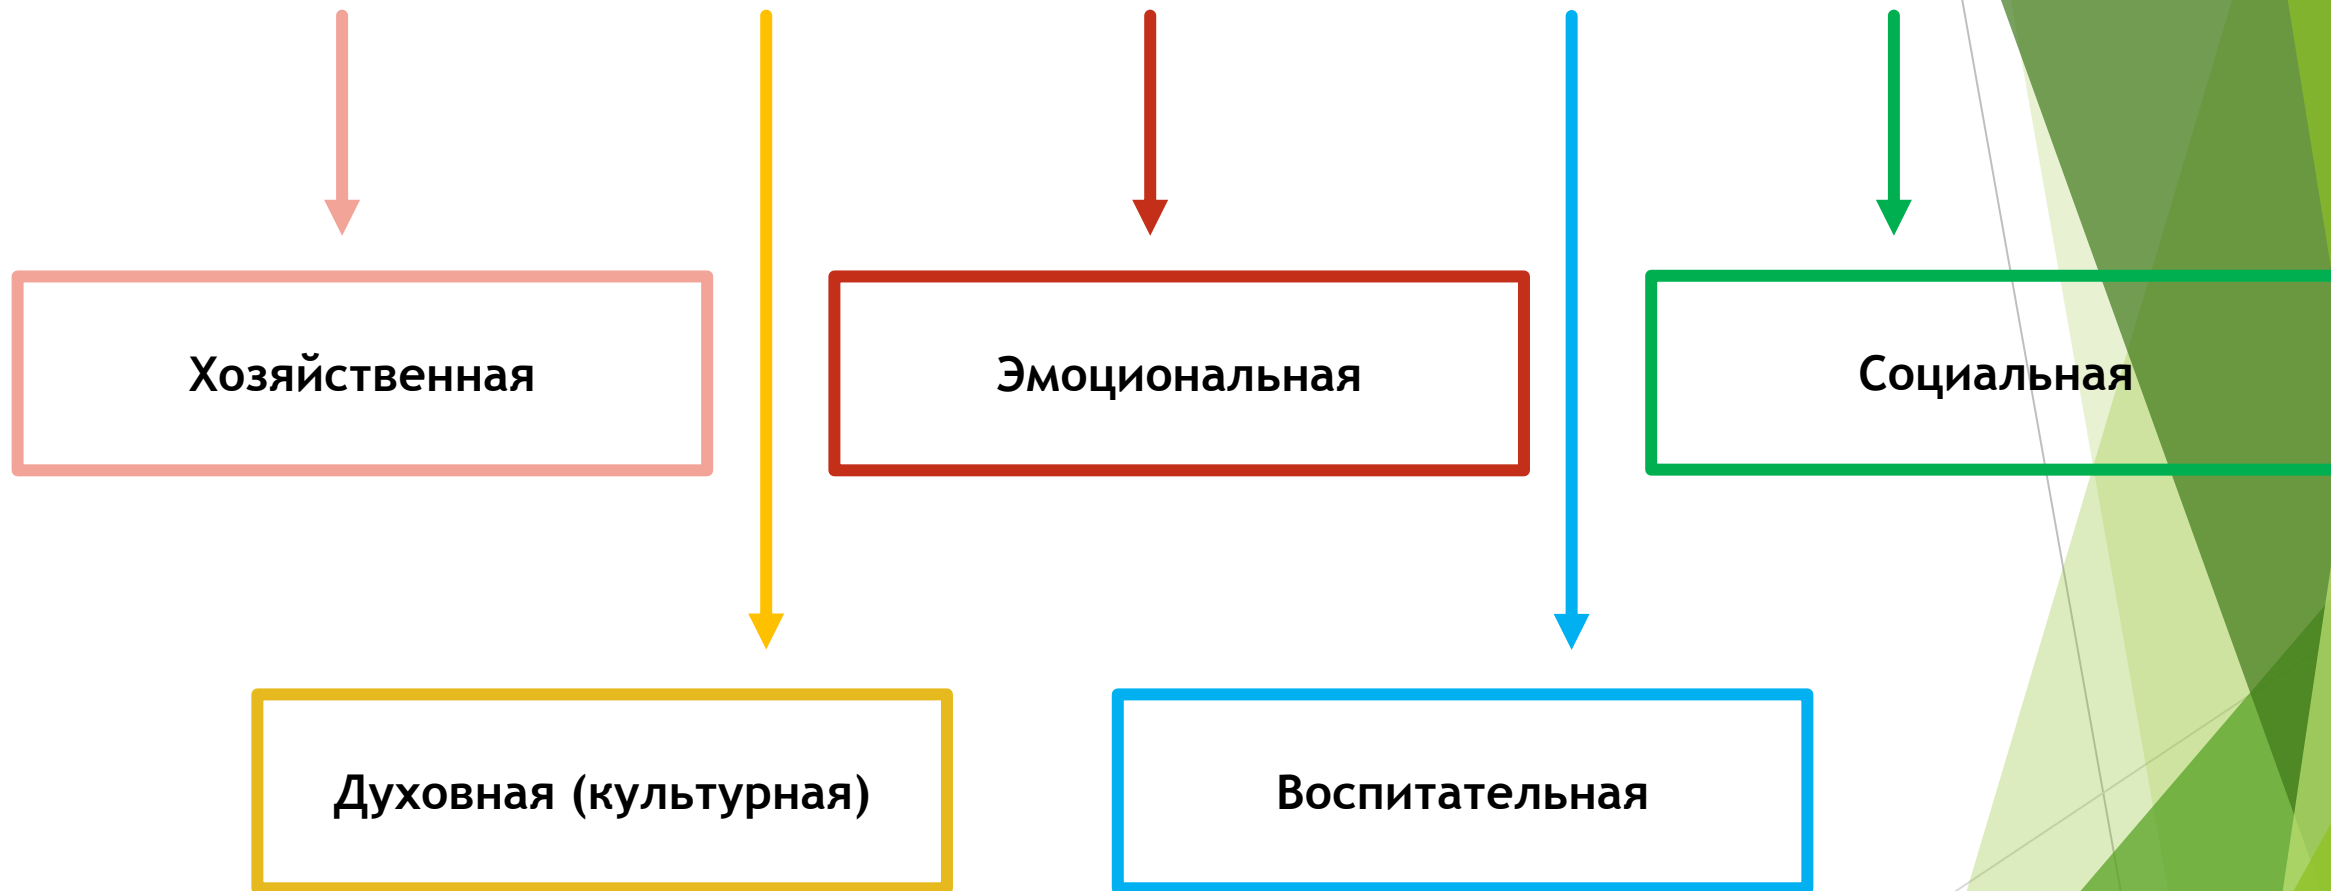 Хозяйственная
Эмоциональная
Социальная
Духовная (культурная)
Воспитательная